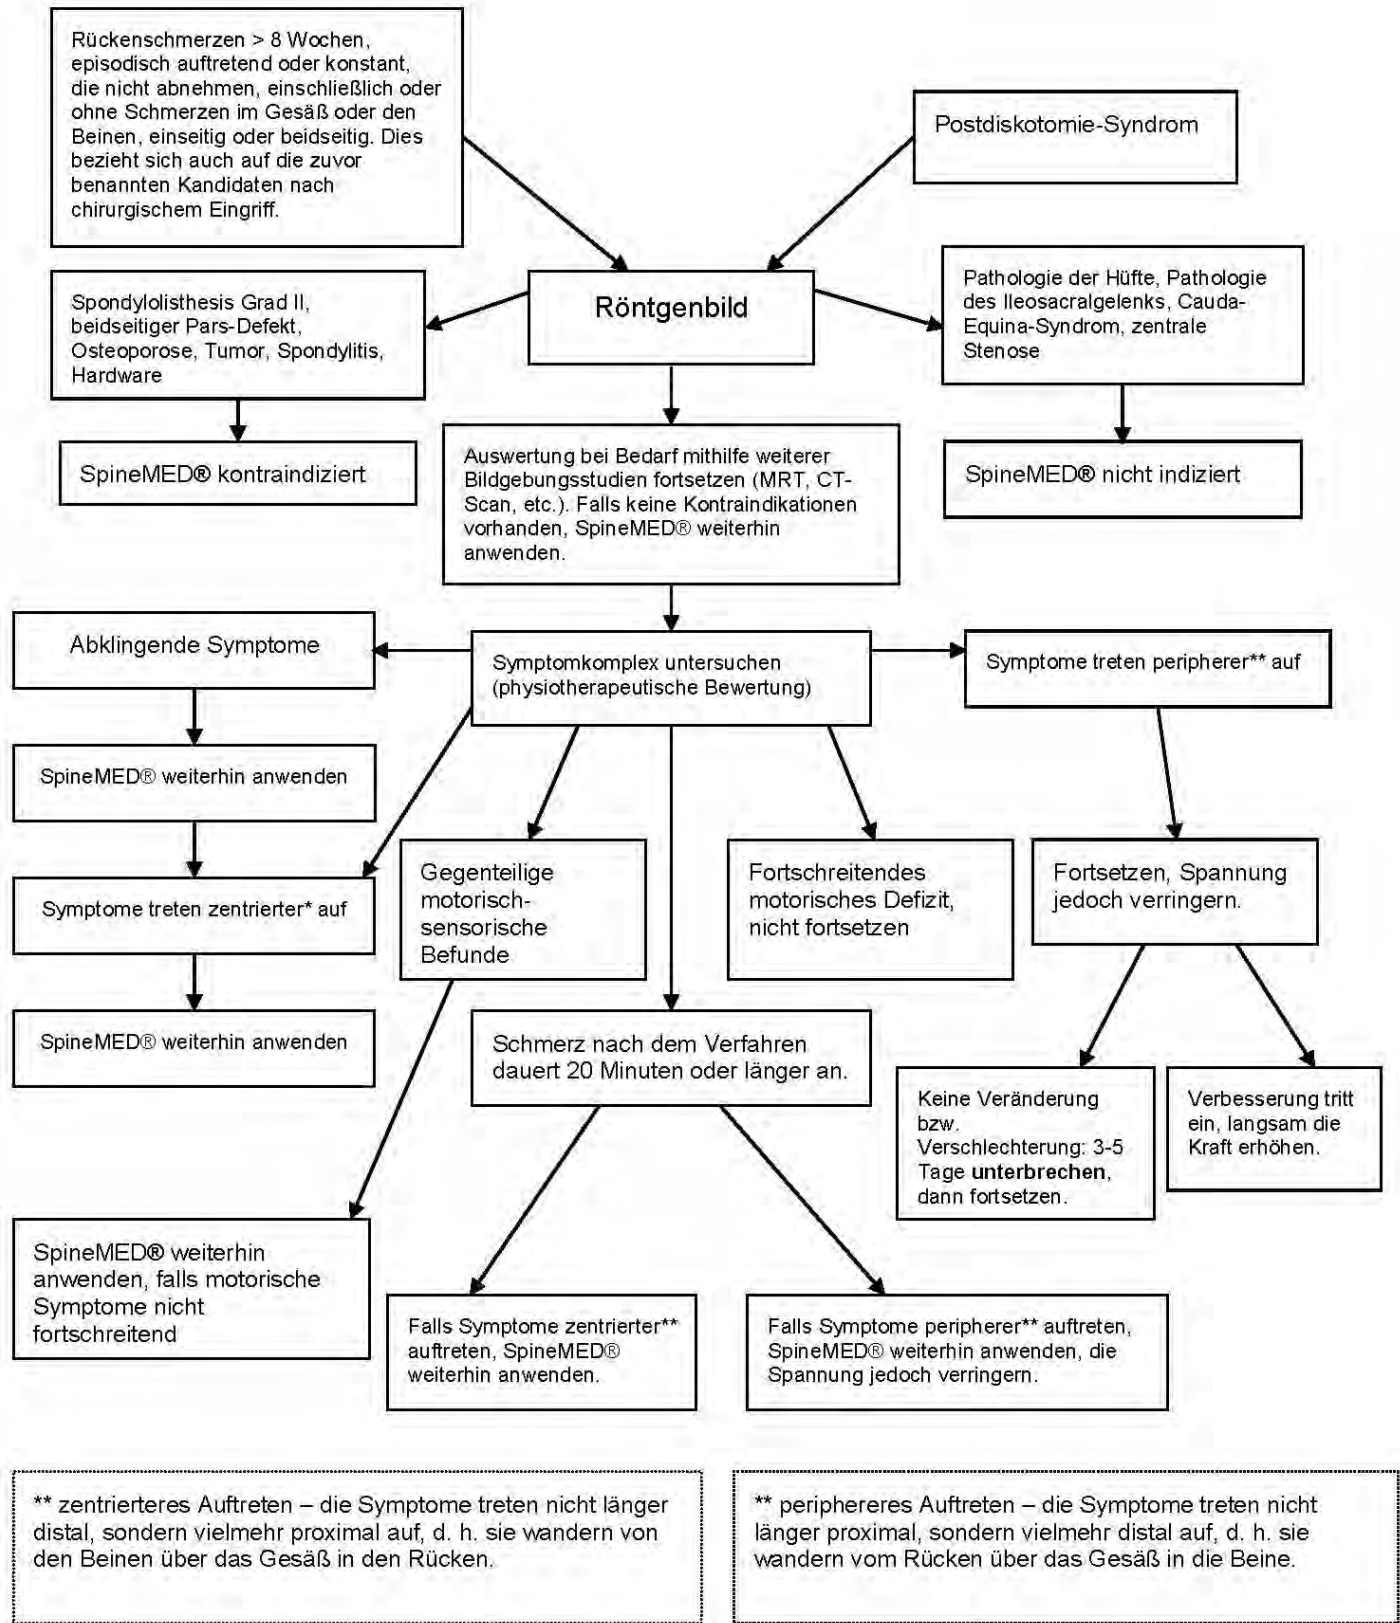 Rückenschmerzen > 8 Wochen,
episodisch auftretend oder konstant,
die nicht abnehmen, einschließlich oder
ohne Schmerzen im Gesäß oder den
Beinen, einseitig oder beidseitig. Dies
bezieht sich auch auf die zuvor
benannten Kandidaten nach
chirurgischem Eingriff.
Postdiskotomie-Syndrom
Spondylolisthesis Grad II,
beidseitiger Pars-Defekt,
Osteoporose, Tumor, Spondylitis,
Hardware
Röntgenbild
Pathologie der Hüfte, Pathologie
des Ileosacralgelenks, Cauda-
Equina-Syndrom, zentrale
Stenose
SpineMED® kontraindiziert
Auswertung bei Bedarf mithilfe weiterer
Bildgebungsstudien fortsetzen (MRT, CT-
Scan, etc.). Falls keine Kontraindikationen
vorhanden, SpineMED® weiterhin
anwenden.
SpineMED® nicht indiziert
Abklingende Symptome
Symptomkomplex untersuchen
(physiotherapeutische Bewertung)
Symptome treten peripherer** auf
SpineMED® weiterhin anwenden
Symptome treten zentrierter* auf
SpineMED® weiterhin anwenden
Gegenteilige
motorisch-
sensorische
Befunde
Fortschreitendes
motorisches Defizit,
nicht fortsetzen
Fortsetzen, Spannung
jedoch verringern.
Schmerz nach dem Verfahren
dauert 20 Minuten oder länger an.
Keine Veränderung
bzw.
Verschlechterung: 3-5
Tage unterbrechen,
dann fortsetzen.
Verbesserung tritt
ein, langsam die
Kraft erhöhen.
SpineMED® weiterhin
anwenden, falls motorische
Symptome nicht
fortschreitend
Falls Symptome zentrierter**
auftreten, SpineMED®
weiterhin anwenden.
Falls Symptome peripherer** auftreten,
SpineMED® weiterhin anwenden, die
Spannung jedoch verringern.
** zentrierteres Auftreten – die Symptome treten nicht länger
distal, sondern vielmehr proximal auf, d. h. sie wandern von
den Beinen über das Gesäß in den Rücken.
** periphereres Auftreten – die Symptome treten nicht
länger proximal, sondern vielmehr distal auf, d. h. sie
wandern vom Rücken über das Gesäß in die Beine.